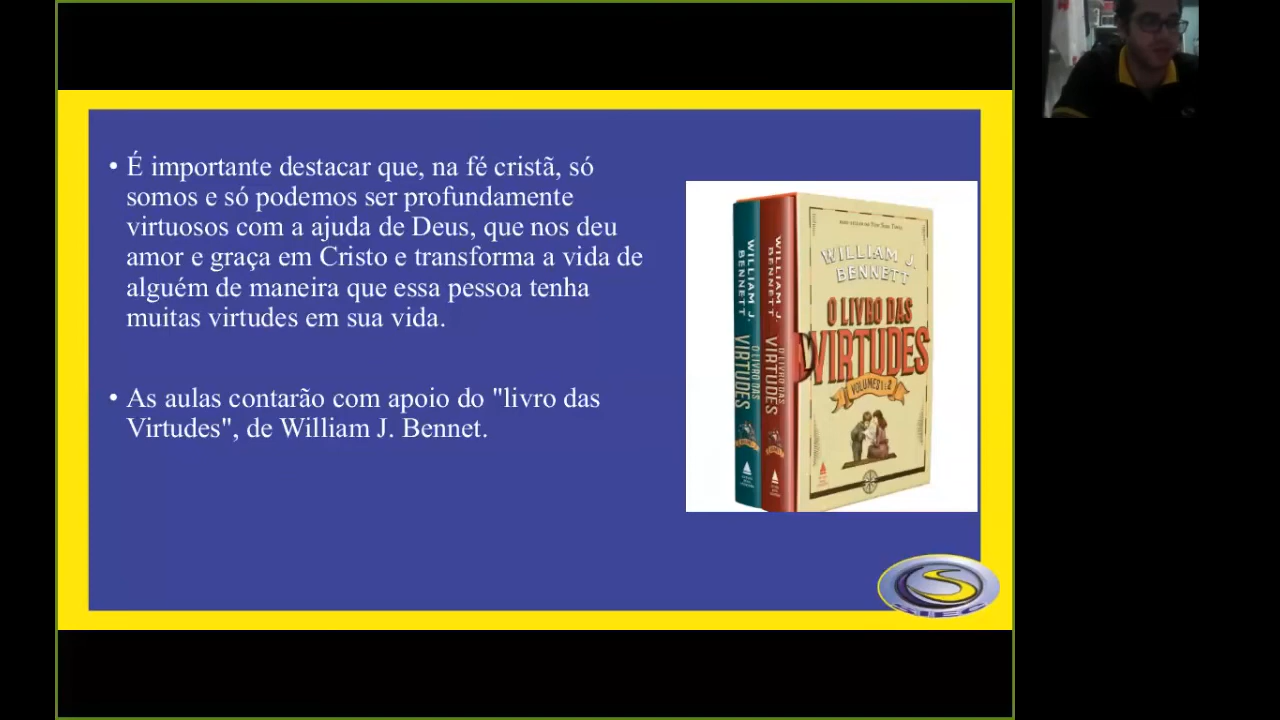 • É importante destacar que, na fé cristã, só
somos e só podemos ser profundamente
virtuosos com a ajuda de Deus, que nos deu
amor e graça em Cristo e transforma a vida de
alguém de maneira que essa pessoa tenha
muitas virtudes em sua vida.
• As aulas contarão com apoio do "livro das
Virtudes", de William J. Bennet.
WILLIAM J. BENNETT
O LIVRO DAS
VIRTUDES
WILLIAM J. BENNETT
O LIVRO DAS
VIRTUDES
WILLIAM J.
BENNETT
O LIVRO DAS
VIRTUDES
VOLUMES 1 e 2